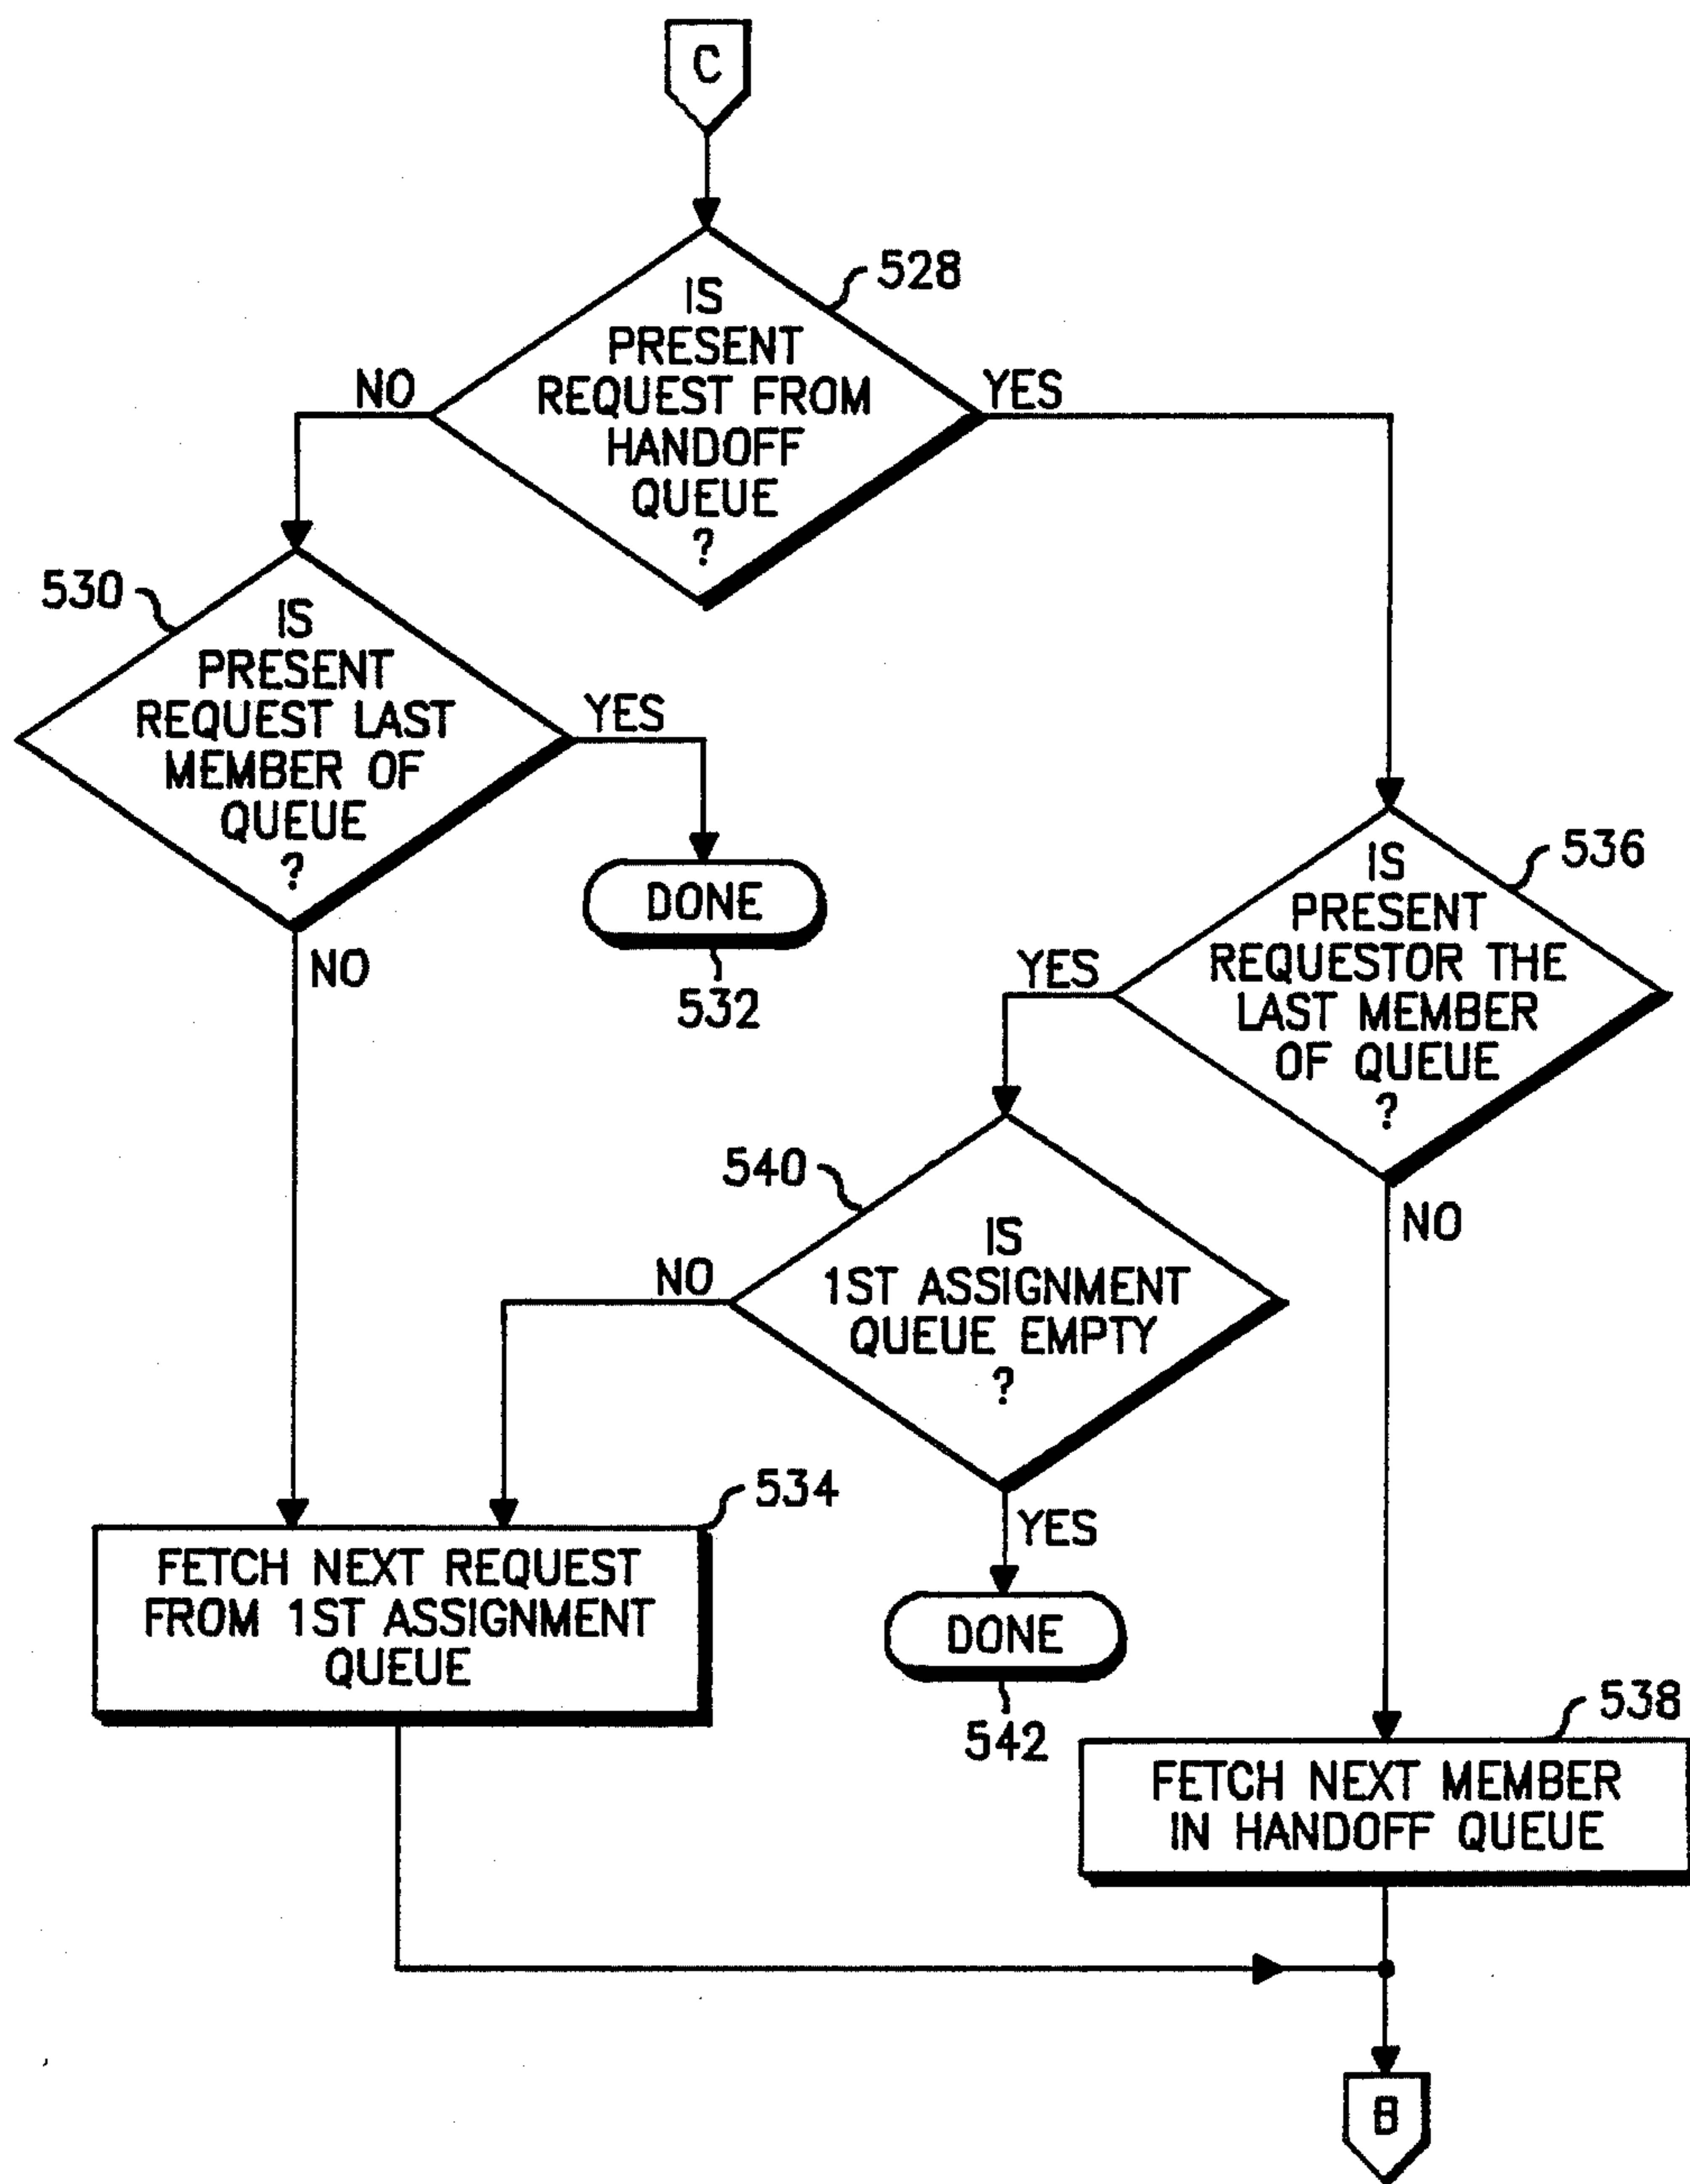 C
528
IS
PRESENT
REQUEST FROM
HANDOFF
QUEUE
?
NO
YES
530
IS
PRESENT
REQUEST LAST
MEMBER OF
QUEUE
?
YES
NO
DONE
532
536
IS
PRESENT
REQUESTOR THE
LAST MEMBER
OF QUEUE
?
YES
NO
540
IS
1ST ASSIGNMENT
QUEUE EMPTY
?
NO
YES
534
FETCH NEXT REQUEST
FROM 1ST ASSIGNMENT
QUEUE
DONE
542
538
FETCH NEXT MEMBER
IN HANDOFF QUEUE
B